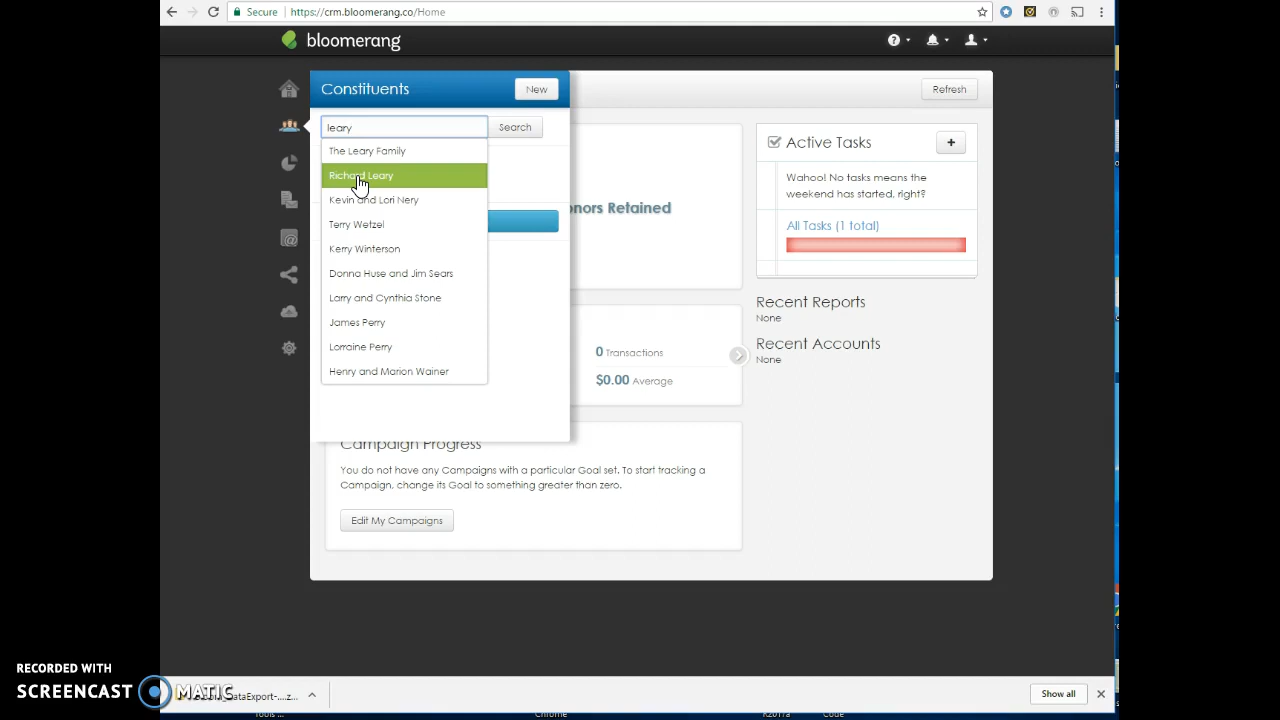 Secure
https://crm.bloomerang.co/Home
bloomerang
Constituents
New
Refresh
leary
Search
The Leary Family
Richard Leary
Kevin and Lori Nery
Terry Wetzel
Kerry Winterson
Donna Huse and Jim Sears
Larry and Cynthia Stone
James Perry
Lorraine Perry
Henry and Marion Wainer
onors Retained
0 Transactions
$0.00 Average
Campaign Progress
You do not have any Campaigns with a particular Goal set. To start tracking a
Campaign, change its Goal to something greater than zero.
Edit My Campaigns
Active Tasks
+
Wahoo! No tasks means the
weekend has started, right?
All Tasks (1 total)
Recent Reports
None
Recent Accounts
None
RECORDED WITH
SCREENCAST MATIC
Show all
Tools ...
Chrome
Code